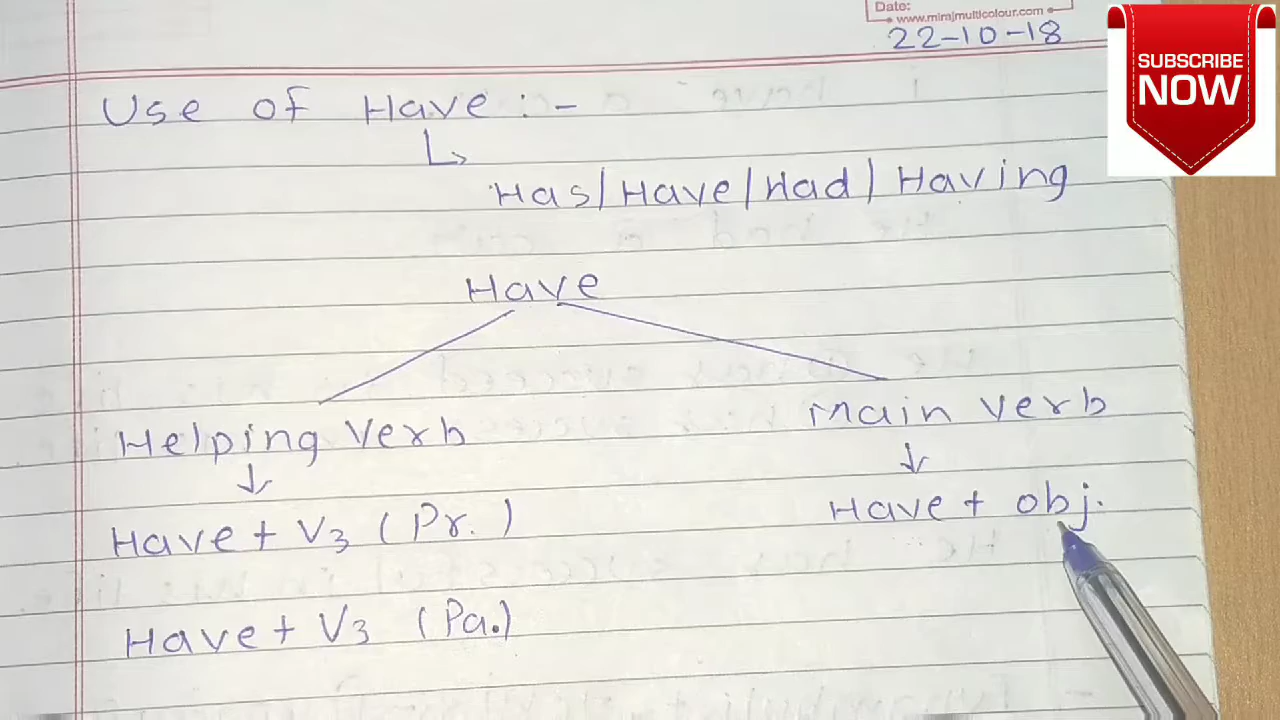 Date:
www.mirajmulticolour.com
22-10-18
SUBSCRIBE
NOW
Use of Have :-
Has/Have/Had/Having
Have
Helping Verb
Main Verb
Have + V3 (Pr.)
Have + obj.
Have + V3 (Pa.)